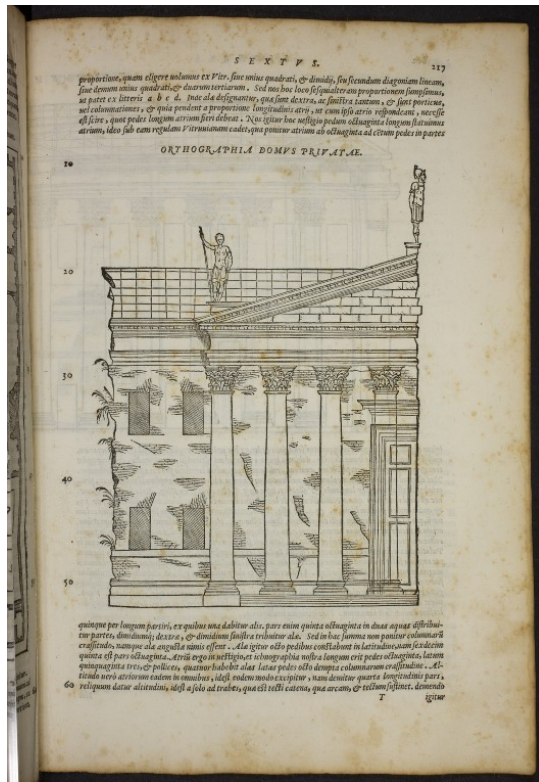 SEXTVS. 217
proportione, quam eligere uolumus ex Vitr. siue unius quadrati, & dimidij, seu secundum diagoniam lineam,
siue demum unius quadrati, & duarum tertiarum. Sed nos hoc loco sesquialteram proportionem sumpsimus,
ut patet ex litteris a b c d. Inde alæ designantur, quæ sunt dextra, ac sinistra tantum, & sunt porticus,
uel columnationes, & quia pendent a proportione longitudinis atrij, ut cum ipso atrio respondeant, necesse
est scire, quot pedes longum atrium fieri debeat. Nos igitur hoc uestigio pedum octuaginta longum statuimus
atrium, ideo sub eam regulam Vitruuianam cadet, qua ponitur atrium ab octuaginta ad cẽtum pedes in partes
ORTHOGRAPHIA DOMVS PRIVATAE.
10
20
30
40
50
quinque per longum partiri, ex quibus una dabitur alis. pars enim quinta octuaginta in duas æquas distribui-
tur partes, dimidiumq; dextræ, & dimidium sinistræ tribuitur alæ. Sed in hac summa non ponitur columnarũ
crassitudo, namque alæ angustæ nimis essent. Alæ igitur octo pedibus constabunt in latitudine, nam sexdecim
quinta est pars octuaginta. Atriũ ergo in uestigio, et ichnographia nostra longum erit pedes octuaginta, latum
quinquaginta tres, & pollices, quatuor habebit alas latas pedes octo dempta columnarum crassitudine. Al-
titudo uerò atriorum eadem in omnibus, idest eodem modo excipitur, nam demitur quarta longitudinis pars,
60 reliquum datur altitudini, idest a solo ad trabes, quæ est tecti catena, quæ arcam, & tectum sustinet. demendo
T igitur